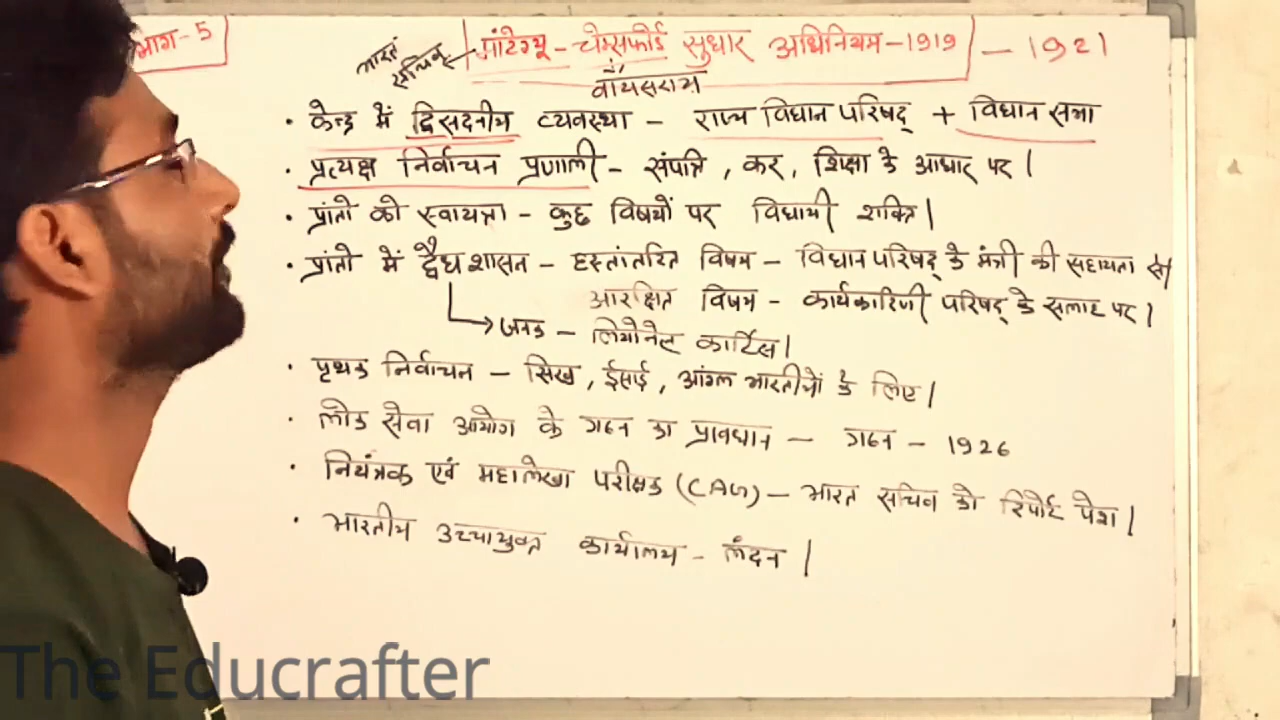 भाग-5
मांटेग्यू - चेम्सफोर्ड सुधार अधिनियम - 1919 - 1921
भारत सचिव
वॉयसराय
• केन्द्र में द्विसदनीय व्यवस्था - राज्य विधान परिषद् + विधान सभा
• प्रत्यक्ष निर्वाचन प्रणाली - संपत्ति, कर, शिक्षा के आधार पर।
• प्रांतो को स्वायत्ता - कुछ विषयों पर विधायी शक्ति।
• प्रांतो में द्वैध शासन - हस्तांतरित विषय - विधान परिषद् के मंत्री की सहायता से।
आरक्षित विषय - कार्यकारिणी परिषद् के सलाह पर।
→ जनक - लियोनेल कार्टिस।
• पृथक निर्वाचन - सिख, ईसाई, आंग्ल भारतीयों के लिए।
• लोक सेवा आयोग के गठन का प्रावधान - गठन - 1926
• नियंत्रक एवं महालेखा परीक्षक (CAG) - भारत सचिव को रिपोर्ट पेश।
• भारतीय उच्चायुक्त कार्यालय - लंदन।
The Educrafter